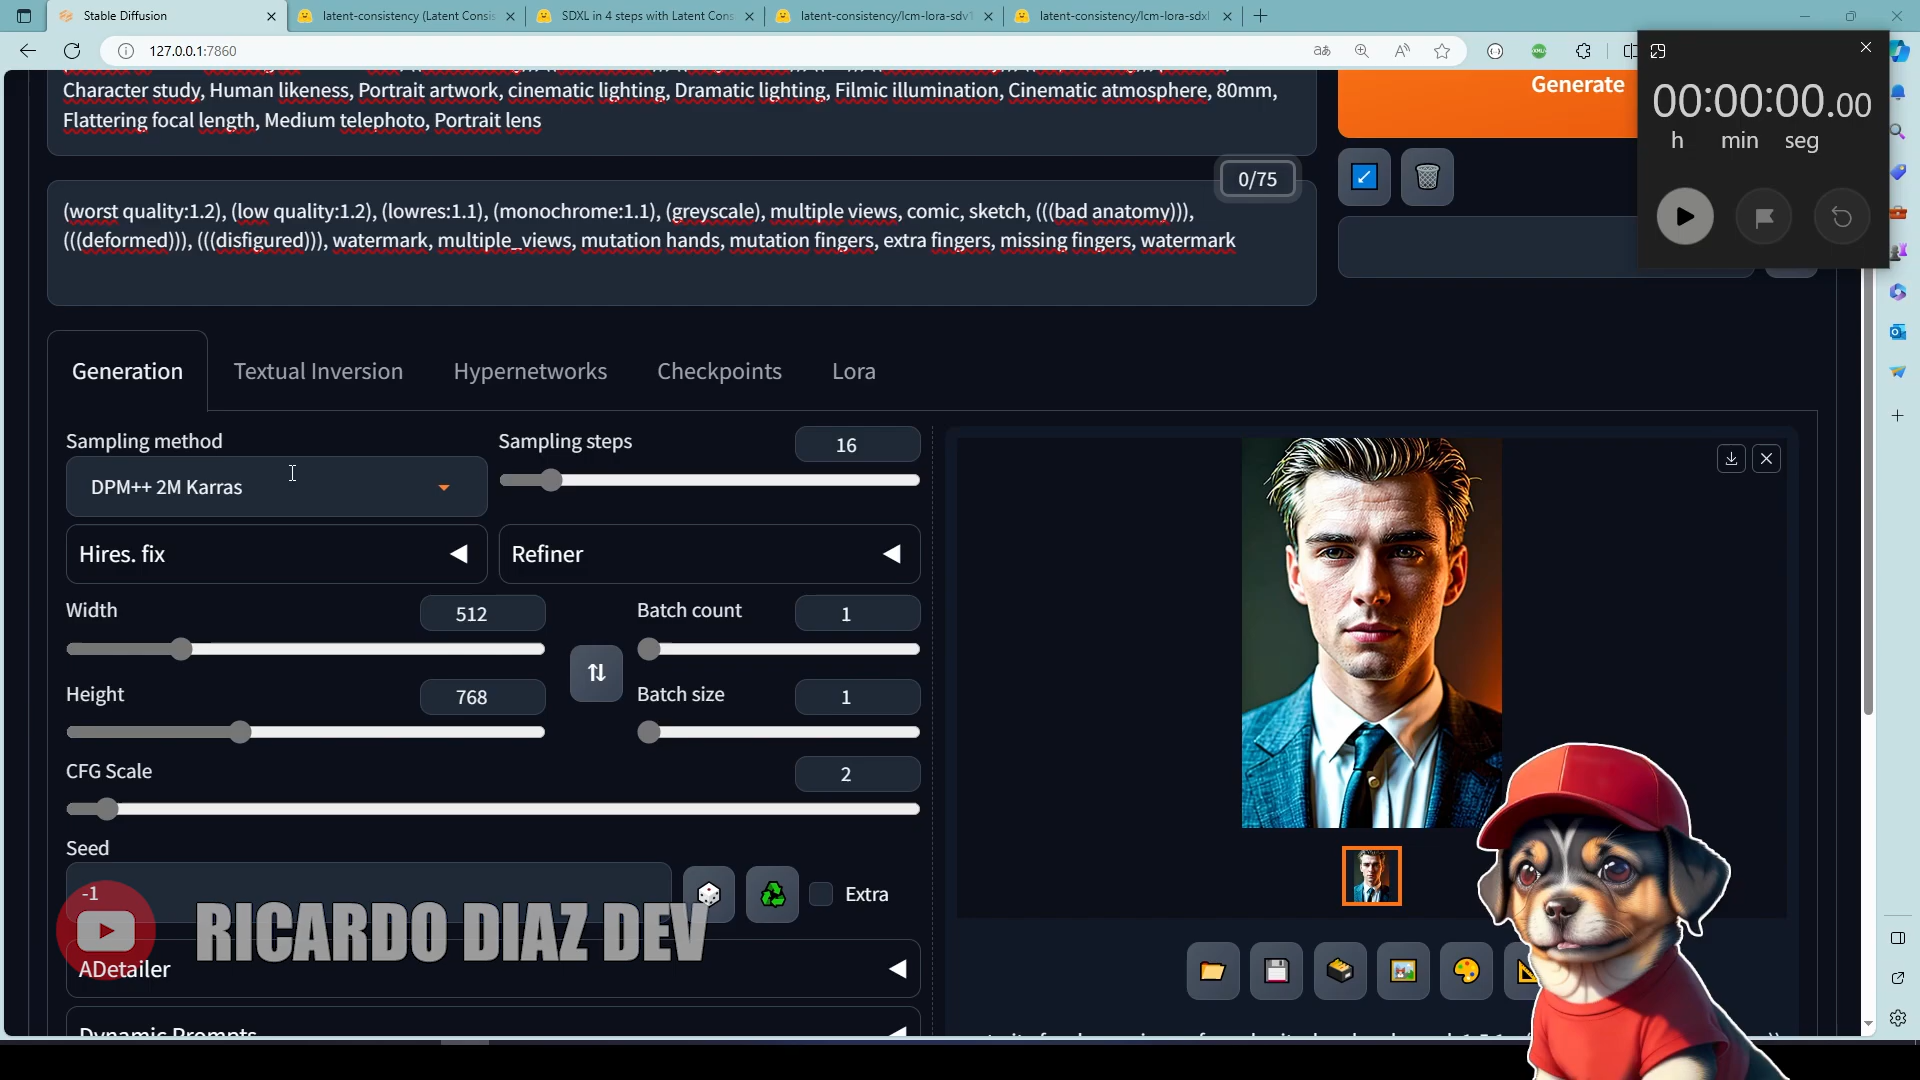 Stable Diffusion
latent-consistency (Latent Consis
SDXL in 4 steps with Latent Cons
latent-consistency/lcm-lora-sdv1
latent-consistency/lcm-lora-sdxl
127.0.0.1:7860
Character study, Human likeness, Portrait artwork, cinematic lighting, Dramatic lighting, Filmic illumination, Cinematic atmosphere, 80mm,
Flattering focal length, Medium telephoto, Portrait lens
Generate
00:00:00.00
h min seg
0/75
(worst quality:1.2), (low quality:1.2), (lowres:1.1), (monochrome:1.1), (greyscale), multiple views, comic, sketch, (((bad anatomy))),
(((deformed))), (((disfigured))), watermark, multiple_views, mutation hands, mutation fingers, extra fingers, missing fingers, watermark
Generation Textual Inversion Hypernetworks Checkpoints Lora
Sampling method
DPM++ 2M Karras
Sampling steps 16
Hires. fix
Refiner
Width 512
Batch count 1
Height 768
Batch size 1
CFG Scale 2
Seed
-1
Extra
RICARDO DIAZ DEV
ADetailer
Dynamic Prompts